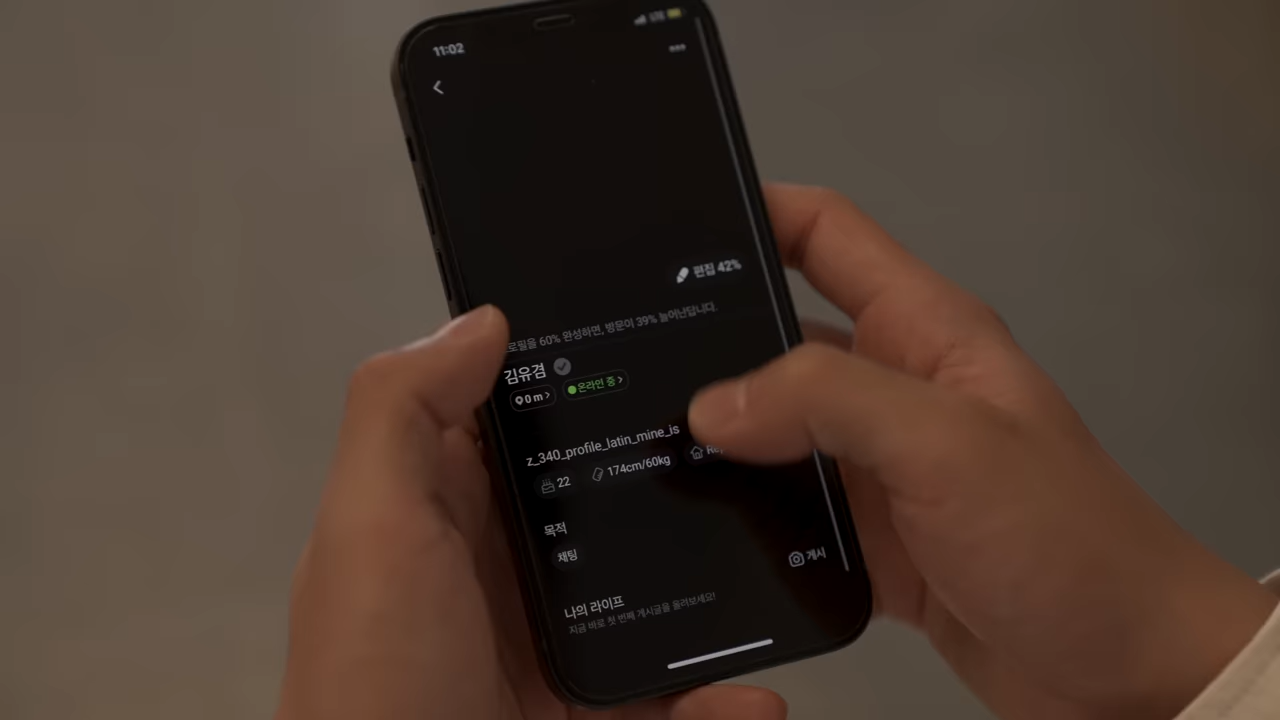 11:02
LTE
편집 42%
로필을 60% 완성하면, 방문이 39% 늘어난답니다.
김유겸
0 m >
온라인 중 >
z_340_profile_latin_mine_is
22
174cm/60kg
목적
채팅
게시
나의 라이프
지금 바로 첫 번째 게시글을 올려보세요!